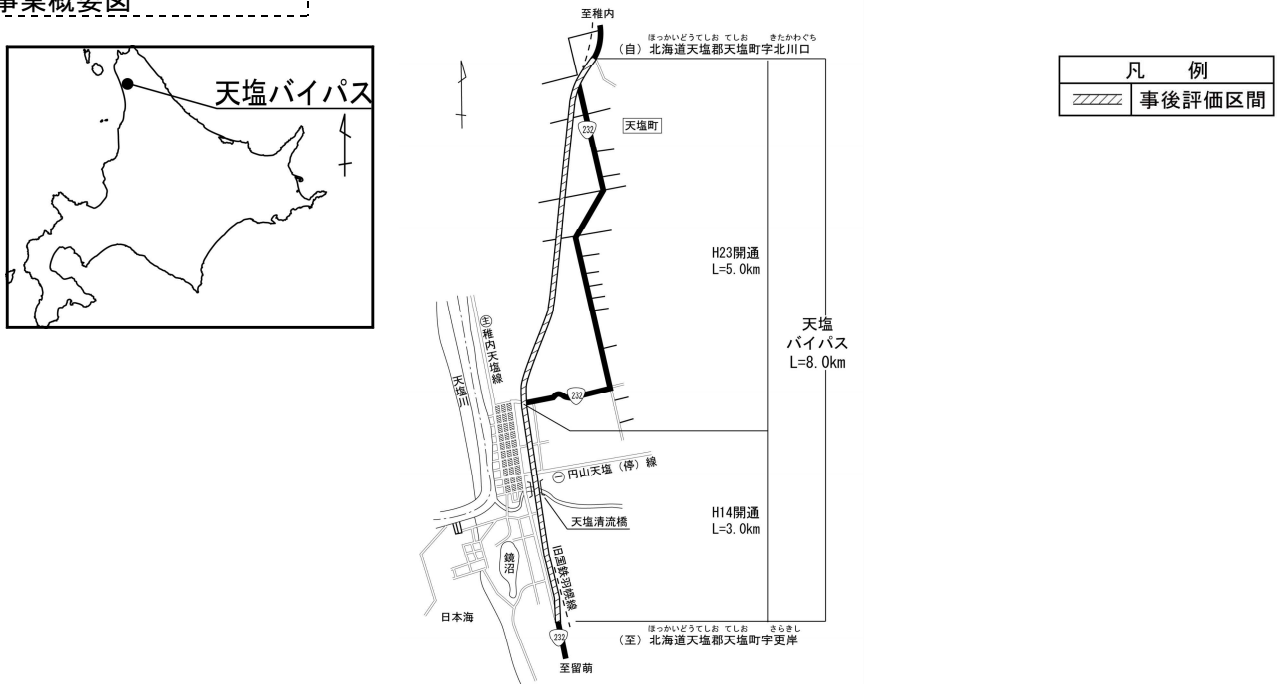 事業概要図
天塩バイパス
至稚内
ほっかいどうてしお てしお きたかわぐち
(自) 北海道天塩郡天塩町字北川口
凡 例
事後評価区間
232
天塩町
H23開通
L=5.0km
天塩
バイパス
L=8.0km
主 稚内天塩線
天塩川
232
一 円山天塩（停）線
天塩清流橋
H14開通
L=3.0km
鏡沼
旧国鉄羽幌線
日本海
232
ほっかいどうてしお てしお さらきし
(至) 北海道天塩郡天塩町字更岸
至留萌